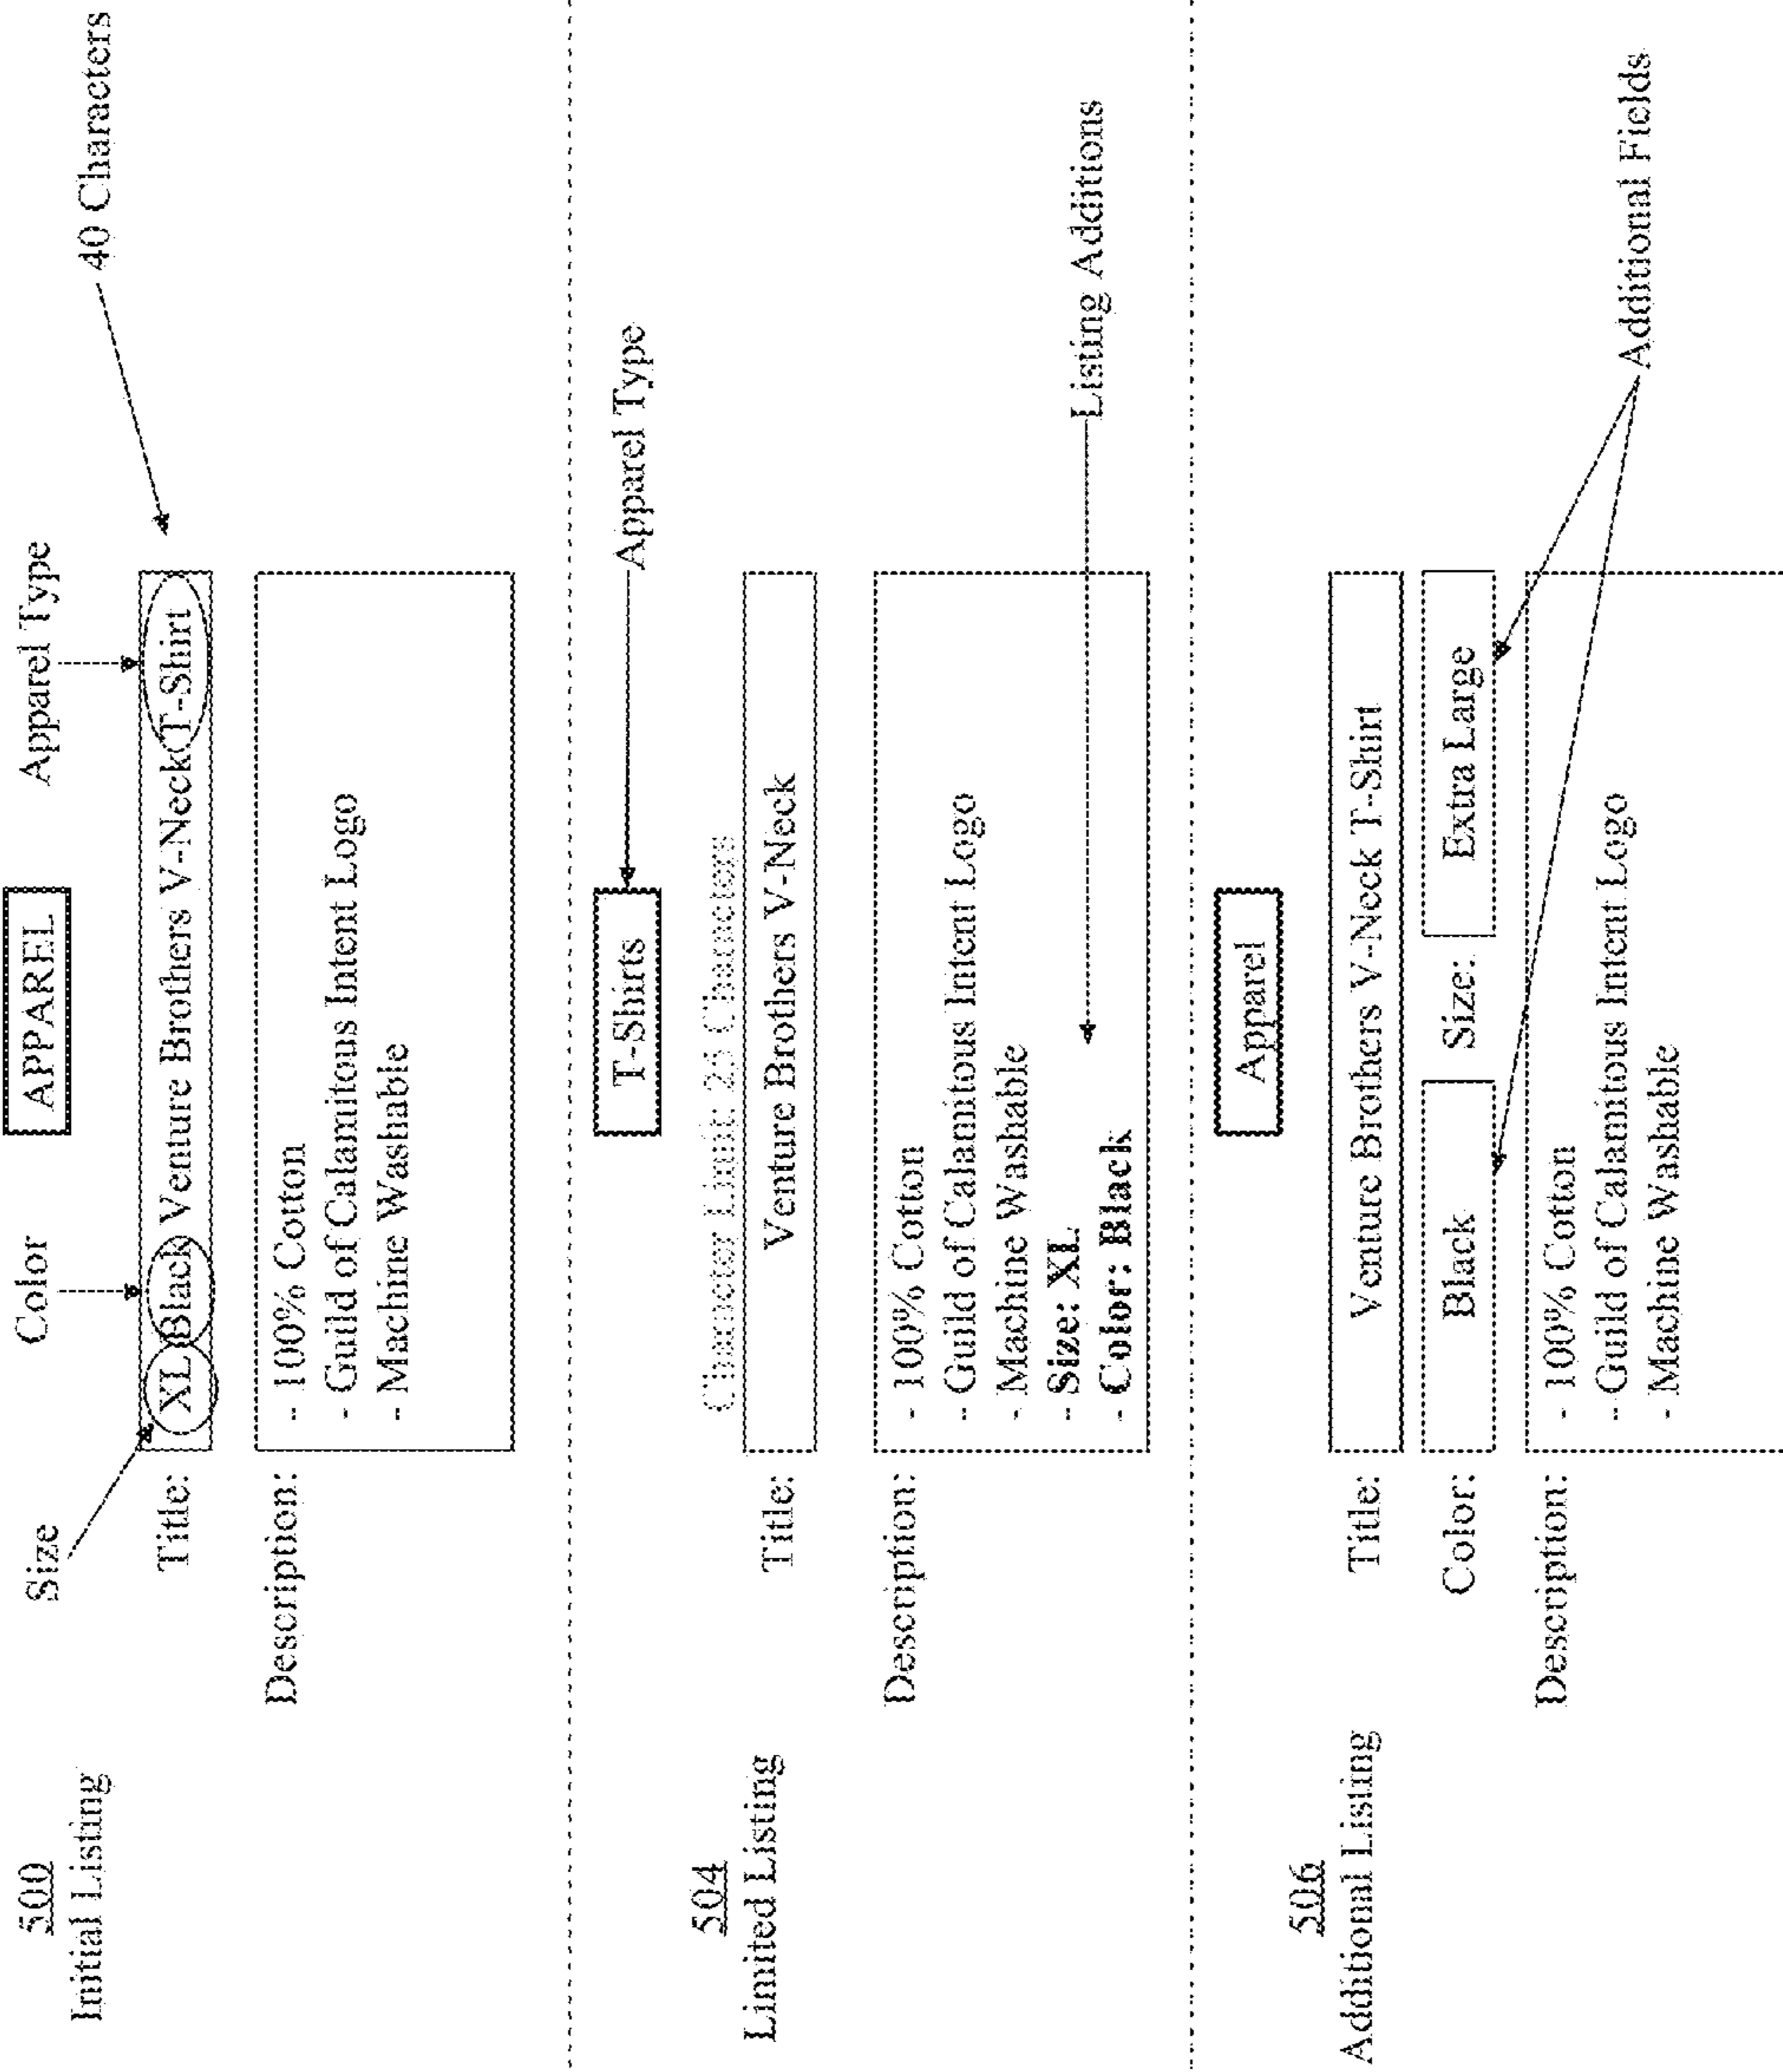 500
Initial Listing
APPAREL
Size
Color
Apparel Type
40 Characters
Title:
XL Black Venture Brothers V-Neck T-Shirt
Description:
- 100% Cotton
- Guild of Calamitous Intent Logo
- Machine Washable
504
Limited Listing
T-Shirts
Apparel Type
Character Limit: 25 Characters
Title:
Venture Brothers V-Neck
Description:
- 100% Cotton
- Guild of Calamitous Intent Logo
- Machine Washable
- Size: XL
- Color: Black
Listing Additions
506
Additional Listing
Apparel
Title:
Venture Brothers V-Neck T-Shirt
Color:
Black
Size:
Extra Large
Description:
- 100% Cotton
- Guild of Calamitous Intent Logo
- Machine Washable
Additional Fields